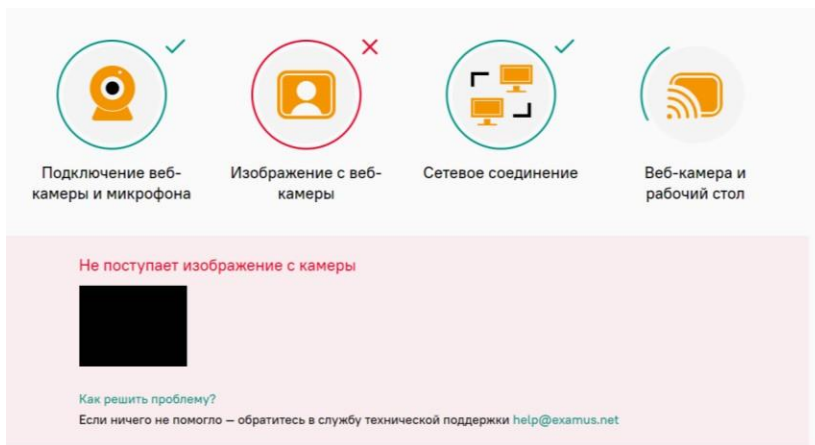 Подключение веб-
камеры и микрофона
Изображение с веб-
камеры
Сетевое соединение
Веб-камера и
рабочий стол
Не поступает изображение с камеры
Как решить проблему?
Если ничего не помогло — обратитесь в службу технической поддержки help@examus.net